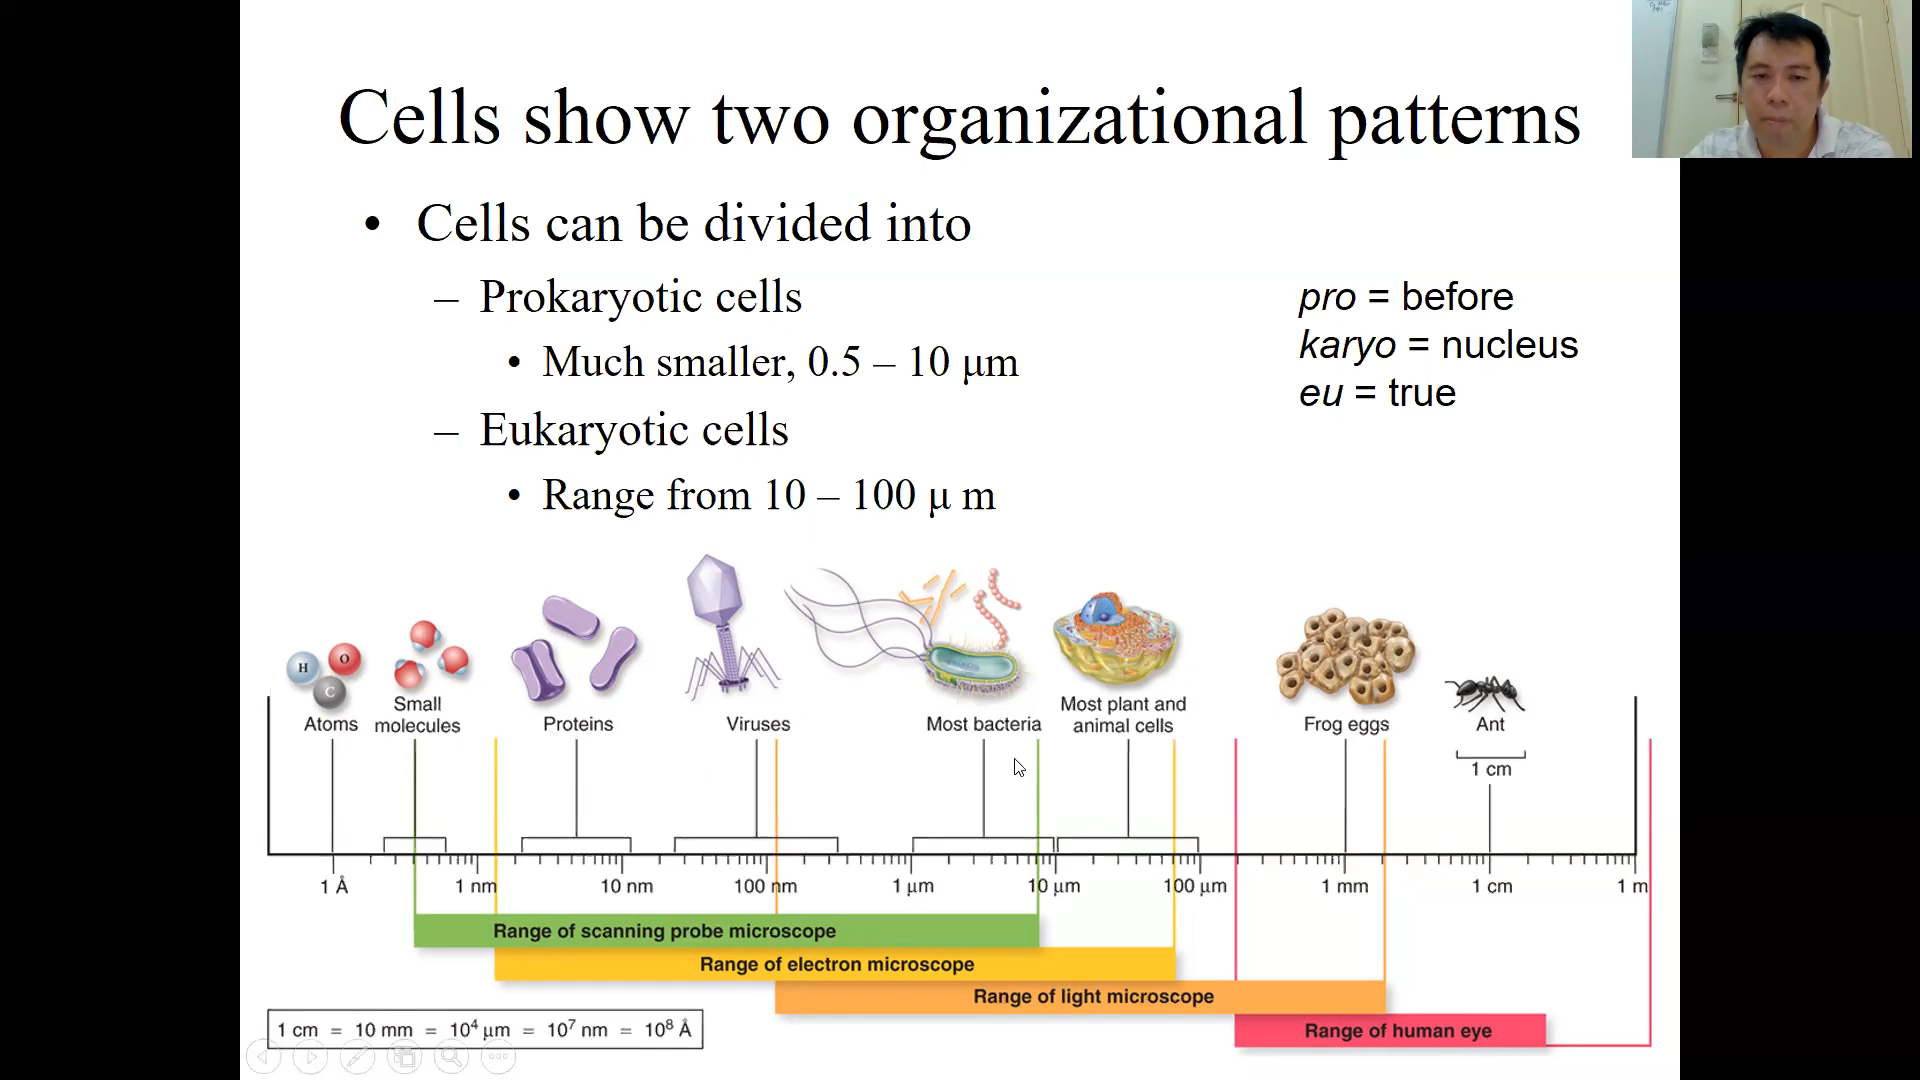 Cells show two organizational patterns
• Cells can be divided into
– Prokaryotic cells
• Much smaller, 0.5 – 10 μm
– Eukaryotic cells
• Range from 10 – 100 μ m
pro = before
karyo = nucleus
eu = true
H
O
C
Atoms
Small
molecules
Proteins
Viruses
Most bacteria
Most plant and
animal cells
Frog eggs
Ant
1 cm
1 Å
1 nm
10 nm
100 nm
1 μm
10 μm
100 μm
1 mm
1 cm
1 m
Range of scanning probe microscope
Range of electron microscope
Range of light microscope
Range of human eye
1 cm = 10 mm = 10⁴ μm = 10⁷ nm = 10⁸ Å